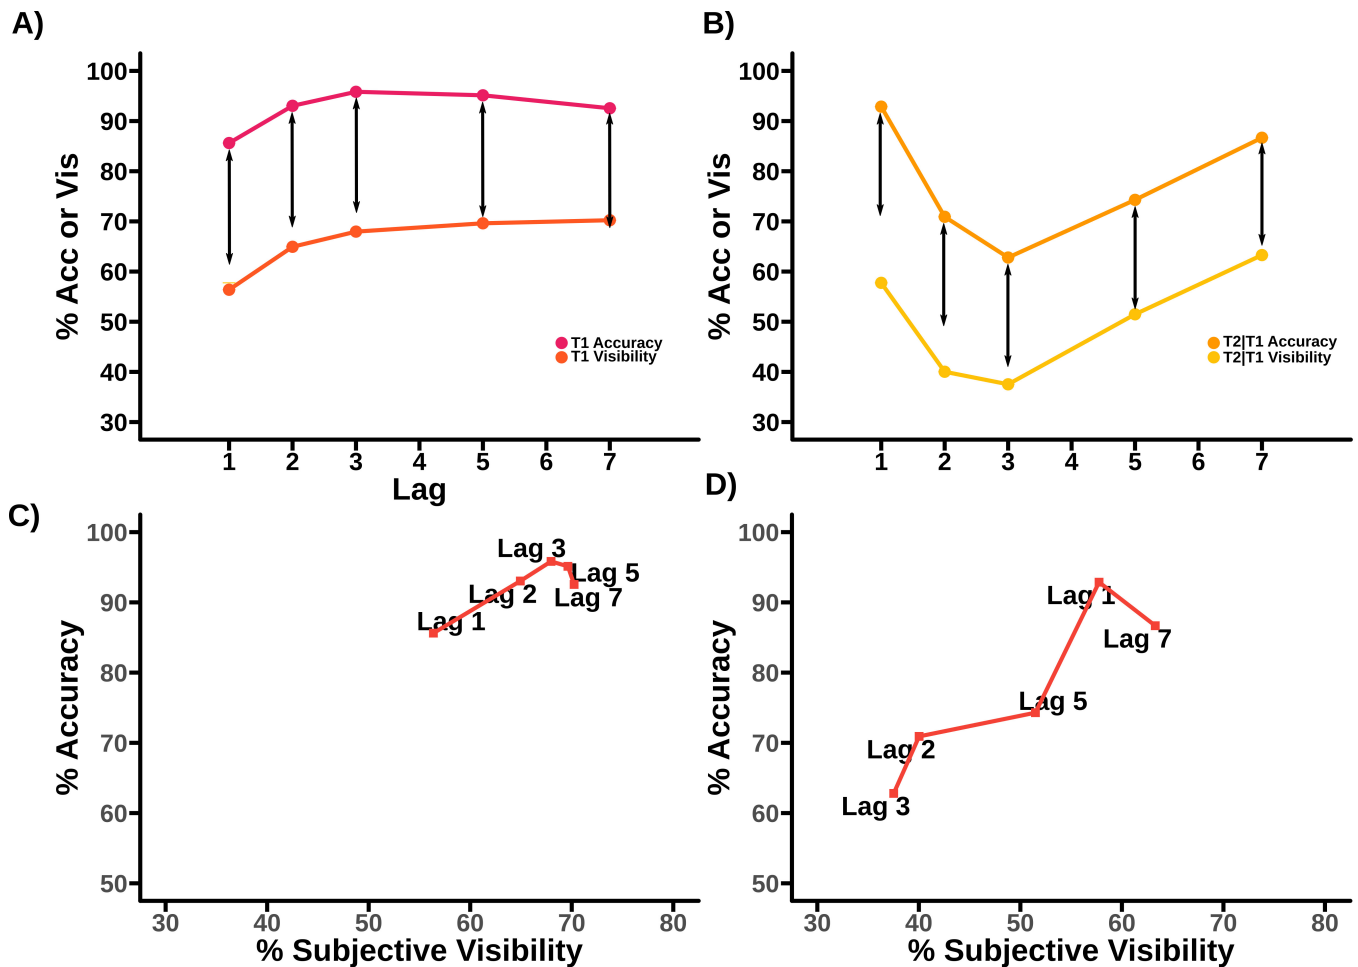 A)
100
90
80
70
60
50
40
30
% Acc or Vis
T1 Accuracy
T1 Visibility
1 2 3 4 5 6 7
Lag
B)
100
90
80
70
60
50
40
30
% Acc or Vis
T2|T1 Accuracy
T2|T1 Visibility
1 2 3 4 5 6 7
C)
100
90
80
70
60
50
% Accuracy
Lag 3
Lag 5
Lag 2
Lag 7
Lag 1
30 40 50 60 70 80
% Subjective Visibility
D)
100
90
80
70
60
50
% Accuracy
Lag 1
Lag 7
Lag 5
Lag 2
Lag 3
30 40 50 60 70 80
% Subjective Visibility